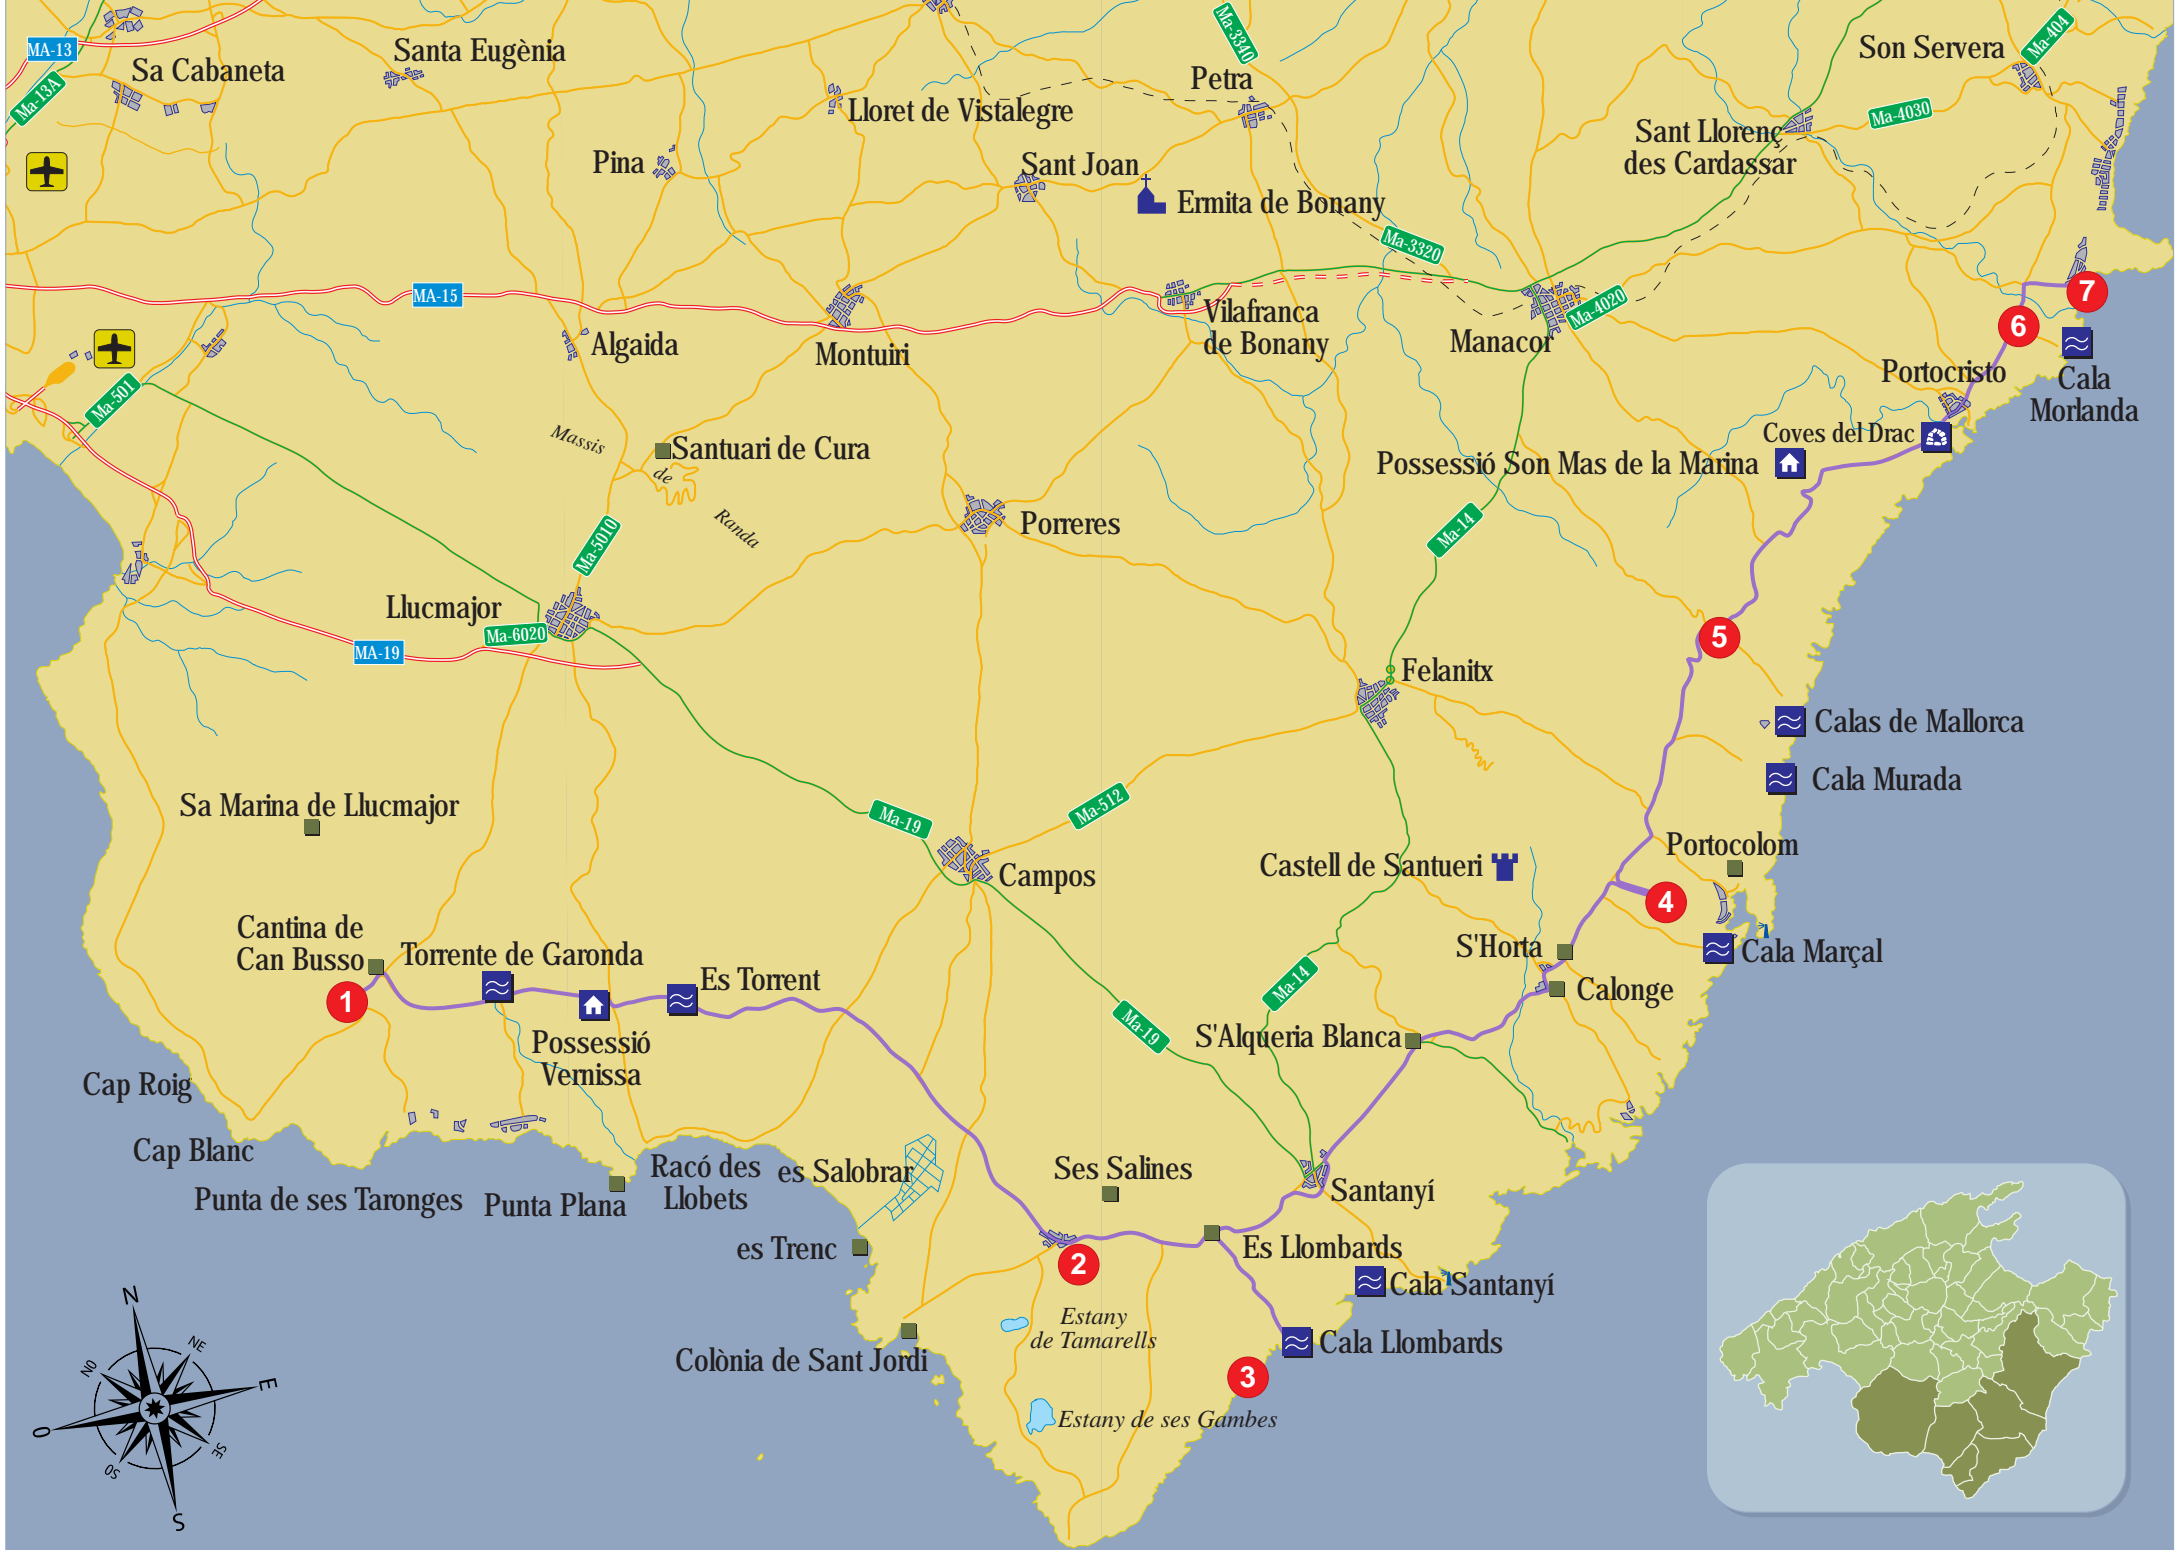 MA-13
Ma-13A
Sa Cabaneta
Santa Eugènia
Lloret de Vistalegre
Pina
Sant Joan
Ermita de Bonany
Petra
Ma-3340
Son Servera
Ma-404
Ma-4030
Sant Llorenç
des Cardassar
Ma-3320
MA-15
Algaida
Montuiri
Vilafranca
de Bonany
Manacor
Ma-4020
7
6
Portocristo
Cala
Morlanda
Ma-501
Massis
de
Randa
Santuari de Cura
Coves del Drac
Possessió Son Mas de la Marina
Porreres
Ma-14
Ma-5010
Llucmajor
Ma-6020
MA-19
5
Felanitx
Calas de Mallorca
Cala Murada
Sa Marina de Llucmajor
Ma-19
Ma-512
Campos
Castell de Santueri
Portocolom
4
S'Horta
Cala Marçal
Calonge
Cantina de
Can Busso
1
Torrente de Garonda
Es Torrent
Possessió
Vernissa
Ma-14
Ma-19
S'Alqueria Blanca
Cap Roig
Cap Blanc
Punta de ses Taronges
Punta Plana
Racó des
Llobets
es Salobrar
es Trenc
Ses Salines
Santanyí
2
Es Llombards
Cala Santanyí
Estany
de Tamarells
Cala Llombards
3
Colònia de Sant Jordi
Estany de ses Gambes
N
NE
E
SE
S
SO
O
NO